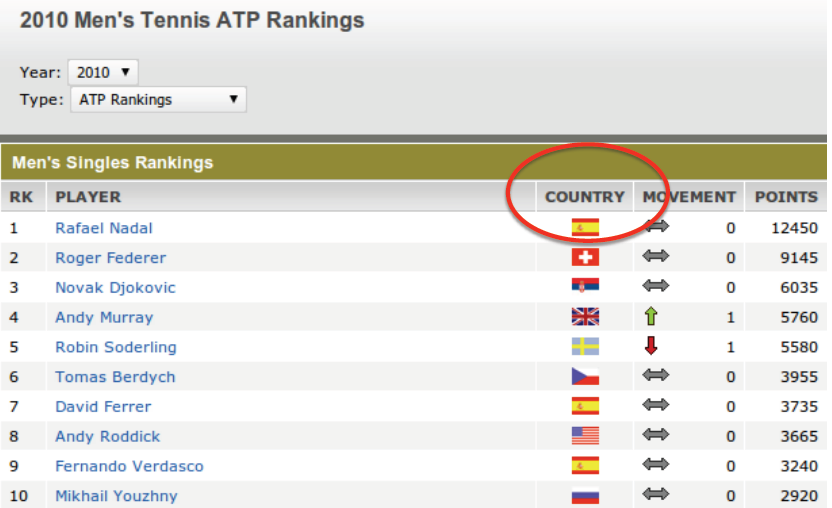 2010 Men's Tennis ATP Rankings
Year: 2010
Type: ATP Rankings
Men's Singles Rankings
RK PLAYER COUNTRY MOVEMENT POINTS
1 Rafael Nadal 0 12450
2 Roger Federer 0 9145
3 Novak Djokovic 0 6035
4 Andy Murray 1 5760
5 Robin Soderling 1 5580
6 Tomas Berdych 0 3955
7 David Ferrer 0 3735
8 Andy Roddick 0 3665
9 Fernando Verdasco 0 3240
10 Mikhail Youzhny 0 2920